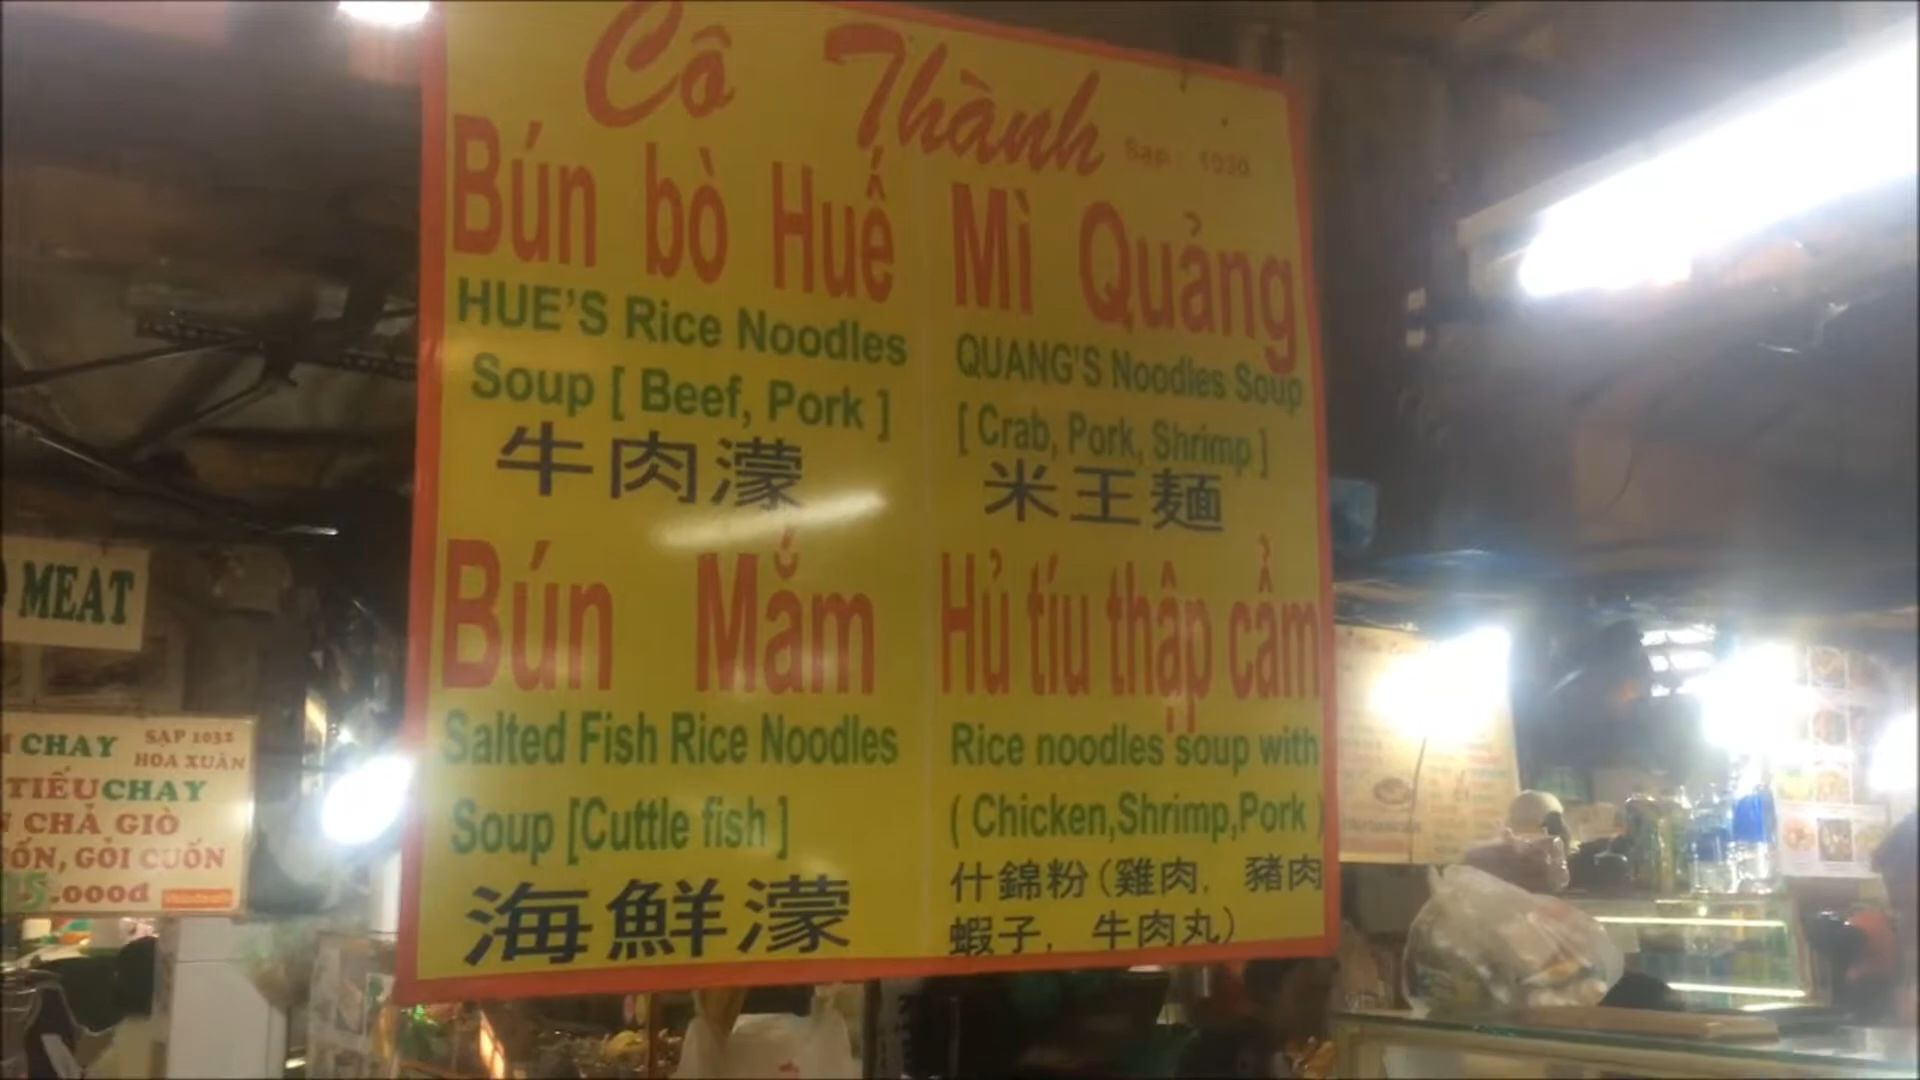 Cô Thành
Sạp : 1030
Bún bò Huế
HUE'S Rice Noodles
Soup [ Beef, Pork ]
牛肉濛
Mì Quảng
QUANG'S Noodles Soup
[ Crab, Pork, Shrimp ]
米王麵
Bún Mắm
Salted Fish Rice Noodles
Soup [Cuttle fish ]
海鮮濛
Hủ tíu thập cẩm
Rice noodles soup with
( Chicken,Shrimp,Pork )
什錦粉(雞肉, 豬肉
蝦子, 牛肉丸)
MEAT
CHAY
SẠP 1032
HOA XUÂN
TIẾU CHAY
CHẢ GIÒ
GỎI CUỐN
.000đ